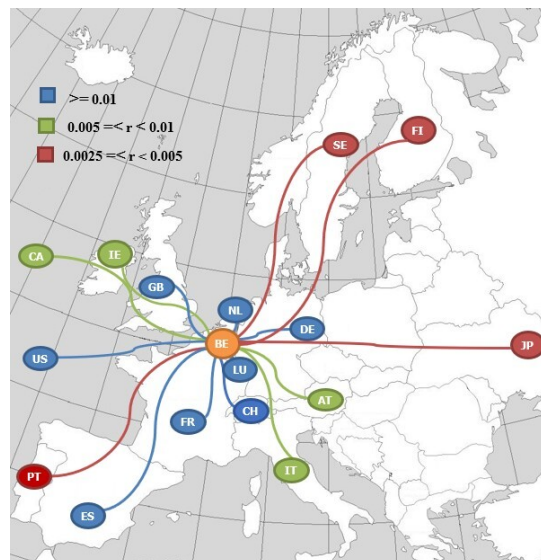 >= 0.01
0.005 =< r < 0.01
0.0025 =< r < 0.005
SE
FI
CA
IE
GB
NL
DE
BE
JP
US
LU
AT
CH
FR
IT
PT
ES